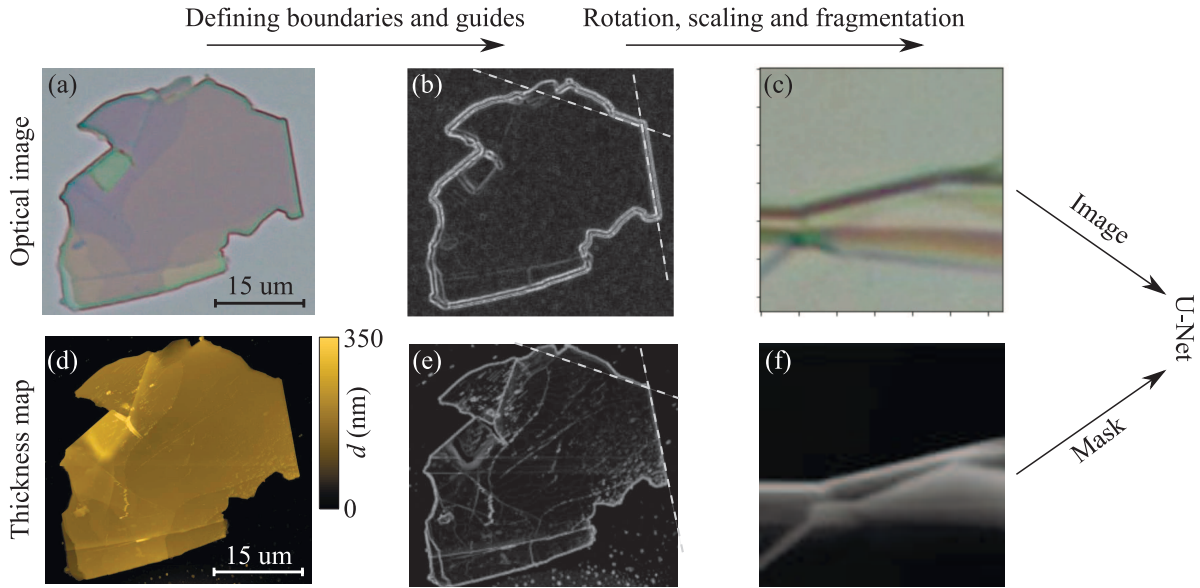 Defining boundaries and guides
Rotation, scaling and fragmentation
Optical image
(a)
15 um
(b)
(c)
Image
U-Net
Thickness map
(d)
15 um
350
d (nm)
0
(e)
(f)
Mask